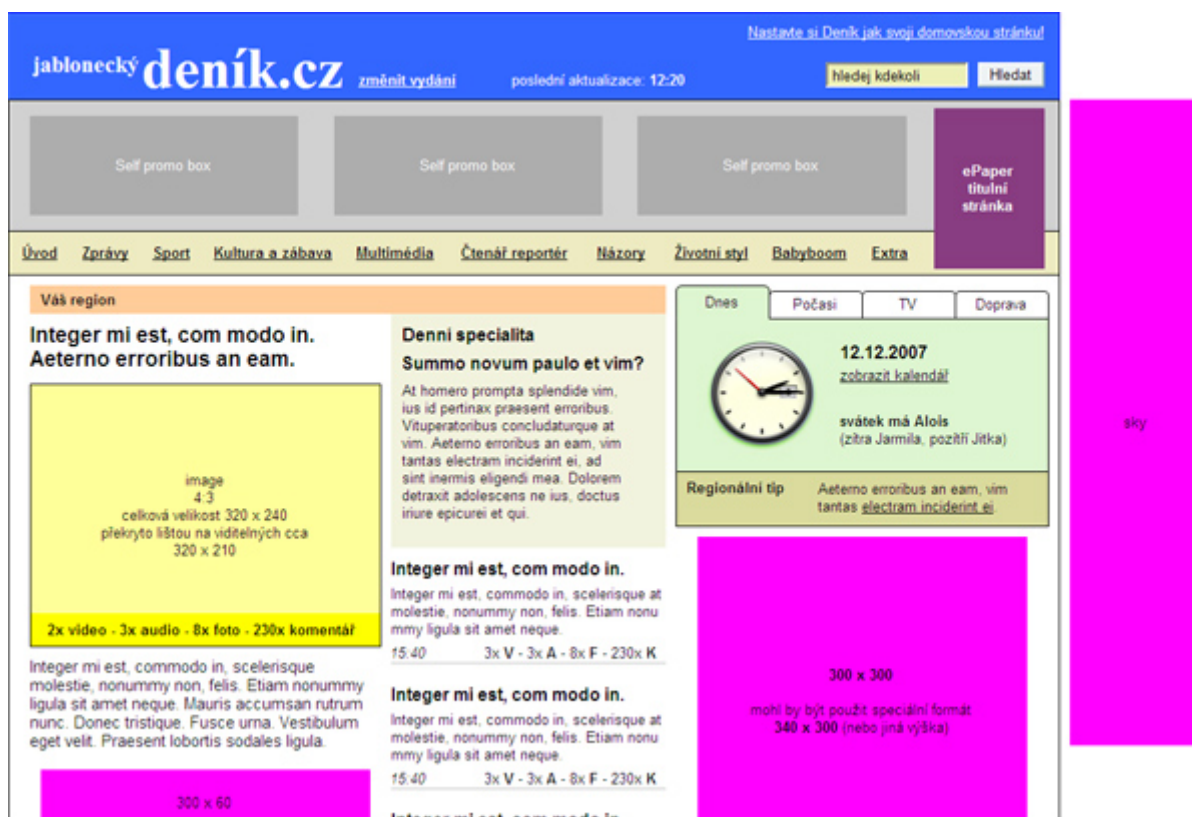 Nastavte si Deník jak svoji domovskou stránku!
jablonecký deník.cz změnit vydání poslední aktualizace: 12:20 hledej kdekoli Hledat
Self promo box Self promo box Self promo box
ePaper
titulní
stránka
Úvod Zprávy Sport Kultura a zábava Multimédia Čtenář reportér Názory Životní styl Babyboom Extra
Váš region
Integer mi est, com modo in.
Aeterno erroribus an eam.
image
4:3
celková velikost 320 x 240
překryto lištou na viditelných cca
320 x 210
2x video - 3x audio - 8x foto - 230x komentář
Integer mi est, commodo in, scelerisque
molestie, nonummy non, felis. Etiam nonummy
ligula sit amet neque. Mauris accumsan rutrum
nunc. Donec tristique. Fusce urna. Vestibulum
eget velit. Praesent lobortis sodales ligula.
300 x 60
Denní specialita
Summo novum paulo et vim?
At homero prompta splendide vim,
ius id pertinax praesent erroribus.
Vituperatoribus concludaturque at
vim. Aeterno erroribus an eam, vim
tantas electram inciderint ei, ad
sint inermis eligendi mea. Dolorem
detraxit adolescens ne ius, doctus
iriure epicurei et qui.
Integer mi est, com modo in.
Integer mi est, commodo in, scelerisque at
molestie, nonummy non, felis. Etiam nonu
mmy ligula sit amet neque.
15:40 3x V - 3x A - 8x F - 230x K
Integer mi est, com modo in.
Integer mi est, commodo in, scelerisque at
molestie, nonummy non, felis. Etiam nonu
mmy ligula sit amet neque.
15:40 3x V - 3x A - 8x F - 230x K
Integer mi est, com modo in.
Dnes Počasí TV Doprava
12.12.2007
zobrazit kalendář
svátek má Alois
(zítra Jarmila, pozítří Jitka)
Regionální tip
Aeterno erroribus an eam, vim
tantas electram inciderint ei.
300 x 300
mohl by být použit speciální formát
340 x 300 (nebo jiná výška)
sky